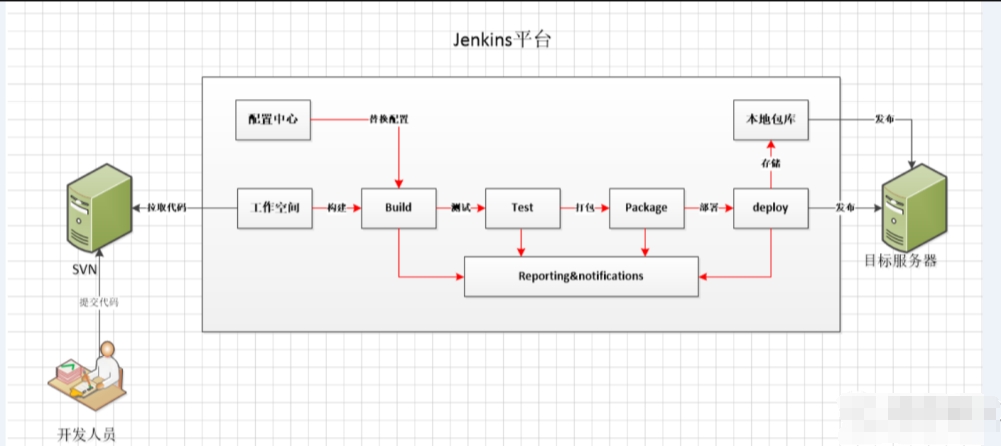 Jenkins平台
配置中心
替换配置
本地包库
发布
存储
拉取代码
工作空间
构建
Build
测试
Test
打包
Package
部署
deploy
发布
目标服务器
SVN
Reporting&notifications
提交代码
开发人员